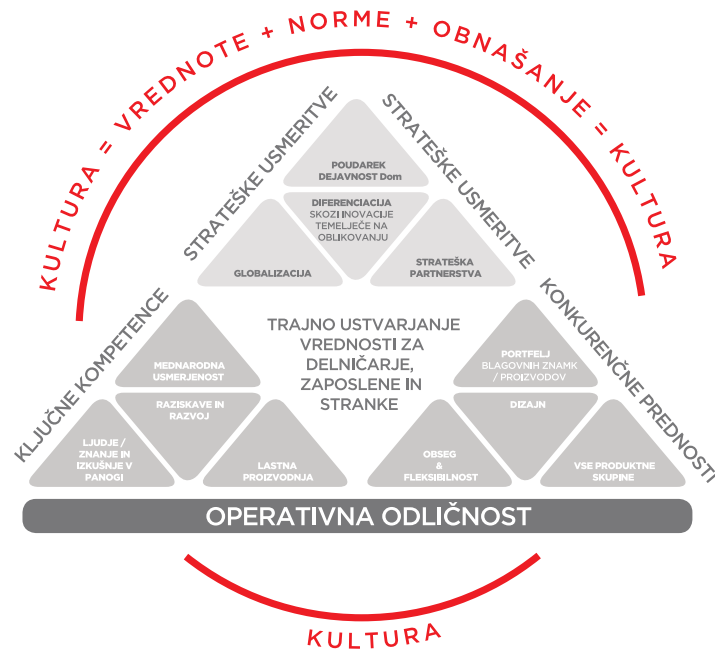 KULTURA = VREDNOTE + NORME + OBNAŠANJE = KULTURA
STRATEŠKE USMERITVE
STRATEŠKE USMERITVE
POUDAREK
DEJAVNOST Dom
DIFERENCIACIJA
SKOZI INOVACIJE
TEMELJEČE NA
OBLIKOVANJU
GLOBALIZACIJA
STRATEŠKA
PARTNERSTVA
KLJUČNE KOMPETENCE
KONKURENČNE PREDNOSTI
TRAJNO USTVARJANJE
VREDNOSTI ZA
DELNIČARJE,
ZAPOSLENE IN
STRANKE
MEDNARODNA
USMERJENOST
RAZISKAVE IN
RAZVOJ
LJUDJE /
ZNANJE IN
IZKUŠNJE V
PANOGI
LASTNA
PROIZVODNJA
PORTFELJ
BLAGOVNIH ZNAMK
/ PROIZVODOV
DIZAJN
OBSEG
&
FLEKSIBILNOST
VSE PRODUKTNE
SKUPINE
OPERATIVNA ODLIČNOST
KULTURA